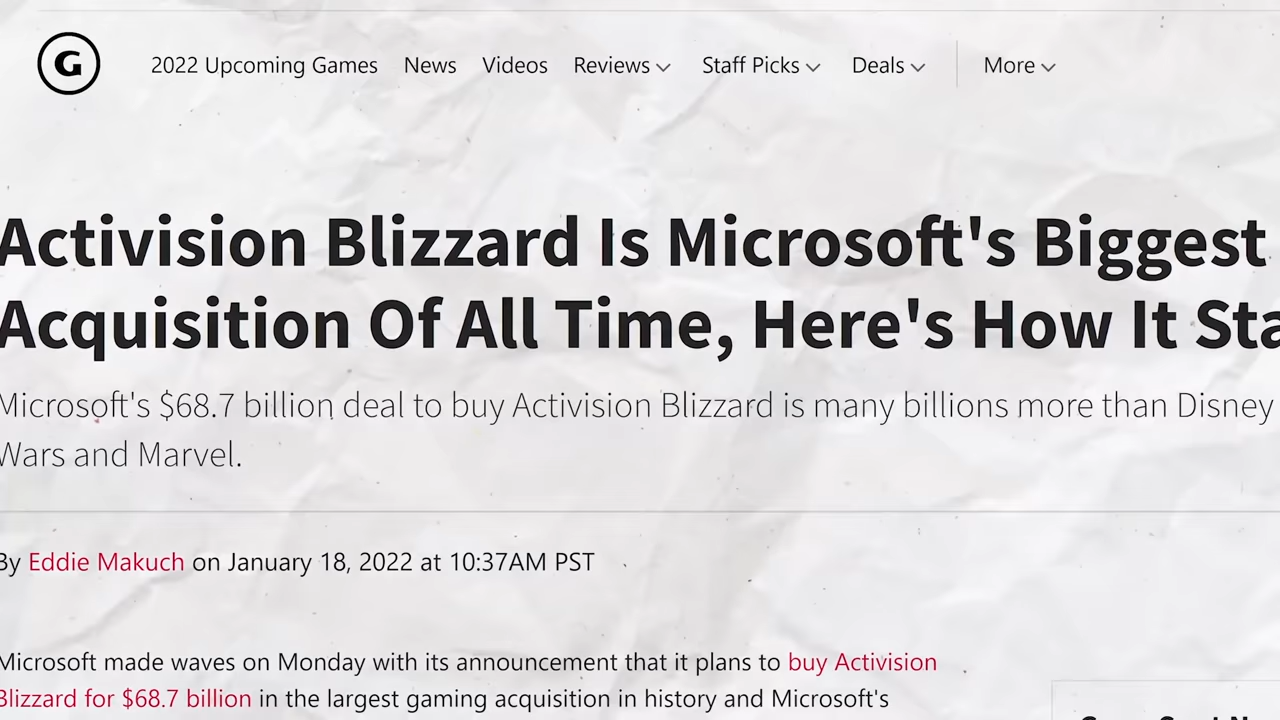 G
2022 Upcoming Games News Videos Reviews Staff Picks Deals More
Activision Blizzard Is Microsoft's Biggest
Acquisition Of All Time, Here's How It Sta
Microsoft's $68.7 billion deal to buy Activision Blizzard is many billions more than Disney
Wars and Marvel.
By Eddie Makuch on January 18, 2022 at 10:37AM PST
Microsoft made waves on Monday with its announcement that it plans to buy Activision
Blizzard for $68.7 billion in the largest gaming acquisition in history and Microsoft's